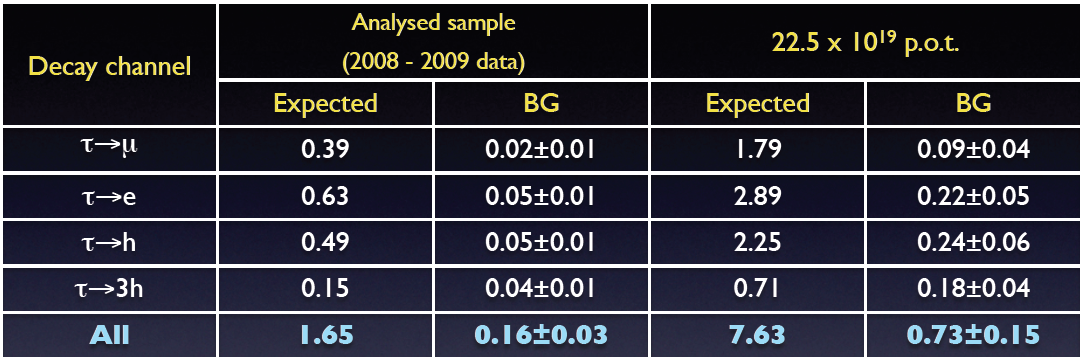 Decay channel Analysed sample (2008 - 2009 data) 22.5 x 10¹⁹ p.o.t.
Expected BG Expected BG
τ→μ 0.39 0.02±0.01 1.79 0.09±0.04
τ→e 0.63 0.05±0.01 2.89 0.22±0.05
τ→h 0.49 0.05±0.01 2.25 0.24±0.06
τ→3h 0.15 0.04±0.01 0.71 0.18±0.04
All 1.65 0.16±0.03 7.63 0.73±0.15